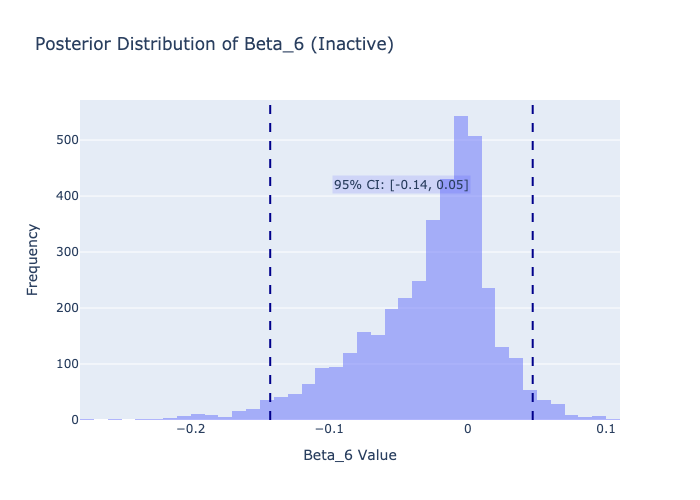 Posterior Distribution of Beta_6 (Inactive)
500
95% CI: [-0.14, 0.05]
400
300
200
100
0
Frequency
−0.2
−0.1
0
0.1
Beta_6 Value